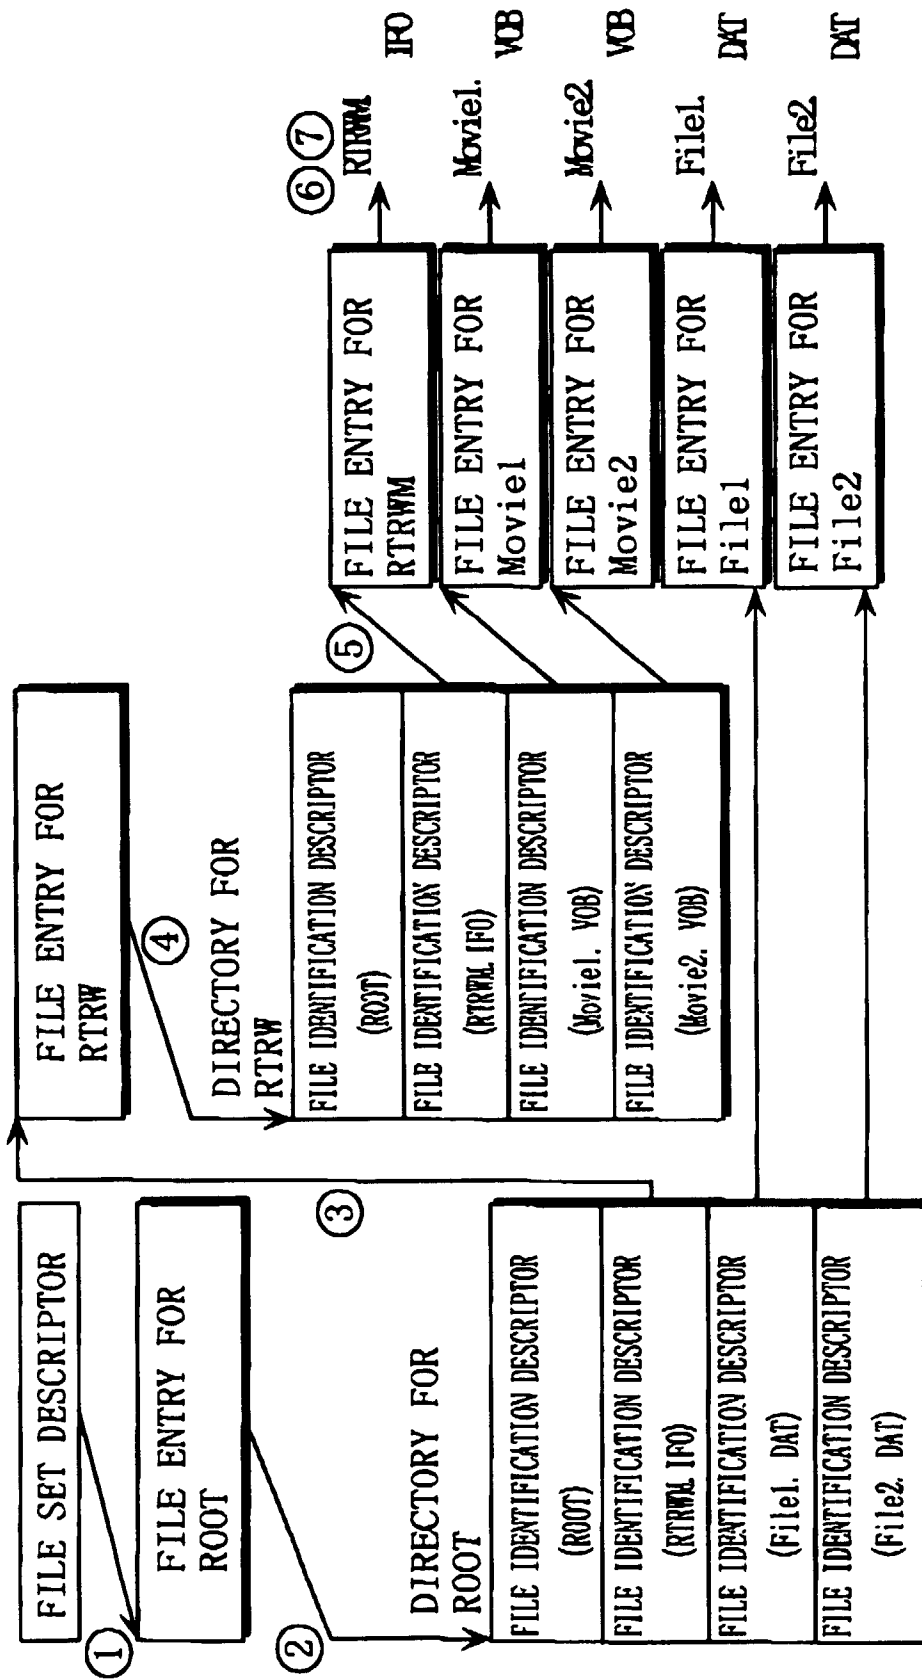 FILE SET DESCRIPTOR
①
FILE ENTRY FOR
ROOT
②
DIRECTORY FOR
ROOT
FILE IDENTIFICATION DESCRIPTOR
(ROOT)
FILE IDENTIFICATION DESCRIPTOR
(RTRWM. IFO)
FILE IDENTIFICATION DESCRIPTOR
(File1. DAT)
FILE IDENTIFICATION DESCRIPTOR
(File2. DAT)
③
FILE ENTRY FOR
RTRW
④
DIRECTORY FOR
RTRW
FILE IDENTIFICATION DESCRIPTOR
(ROOT)
FILE IDENTIFICATION DESCRIPTOR
(RTRWM. IFO)
FILE IDENTIFICATION DESCRIPTOR
(Movie1. VOB)
FILE IDENTIFICATION DESCRIPTOR
(Movie2. VOB)
⑤
FILE ENTRY FOR
RTRWM
FILE ENTRY FOR
Movie1
FILE ENTRY FOR
Movie2
FILE ENTRY FOR
File1
FILE ENTRY FOR
File2
⑥ ⑦
RTRWM. IFO
Movie1. VOB
Movie2. VOB
File1. DAT
File2 DAT